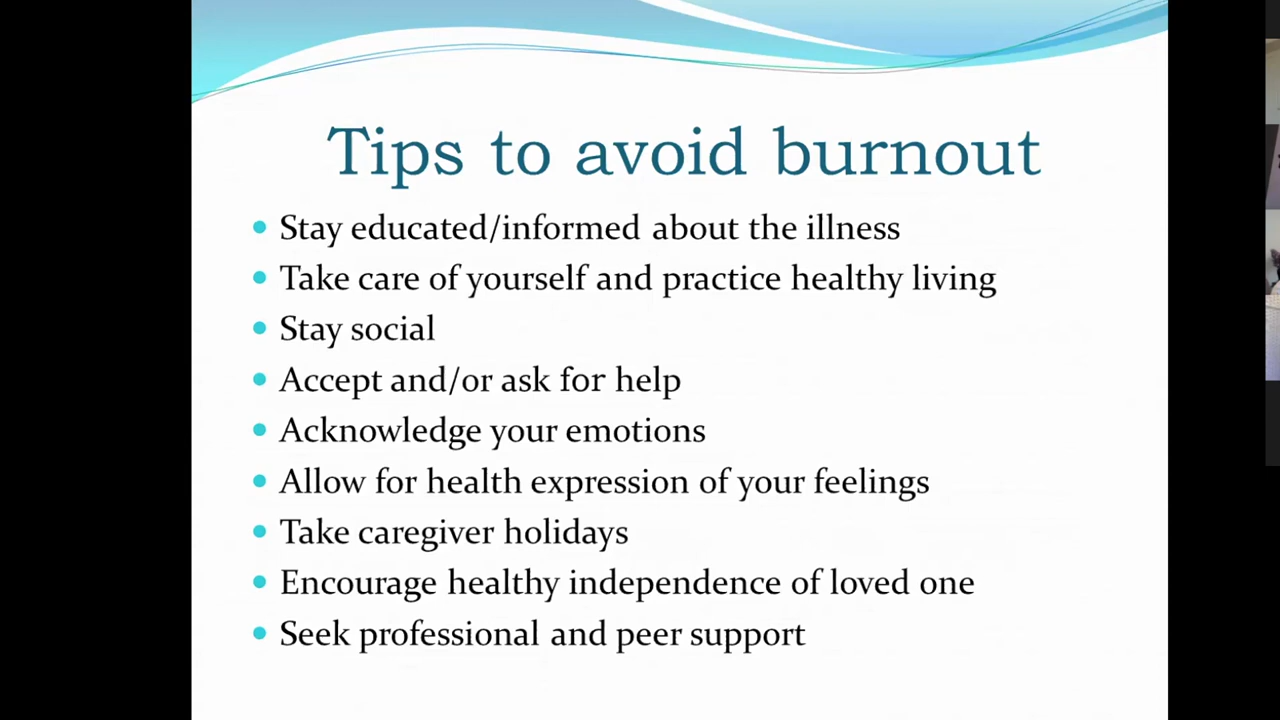 Tips to avoid burnout
• Stay educated/informed about the illness
• Take care of yourself and practice healthy living
• Stay social
• Accept and/or ask for help
• Acknowledge your emotions
• Allow for health expression of your feelings
• Take caregiver holidays
• Encourage healthy independence of loved one
• Seek professional and peer support